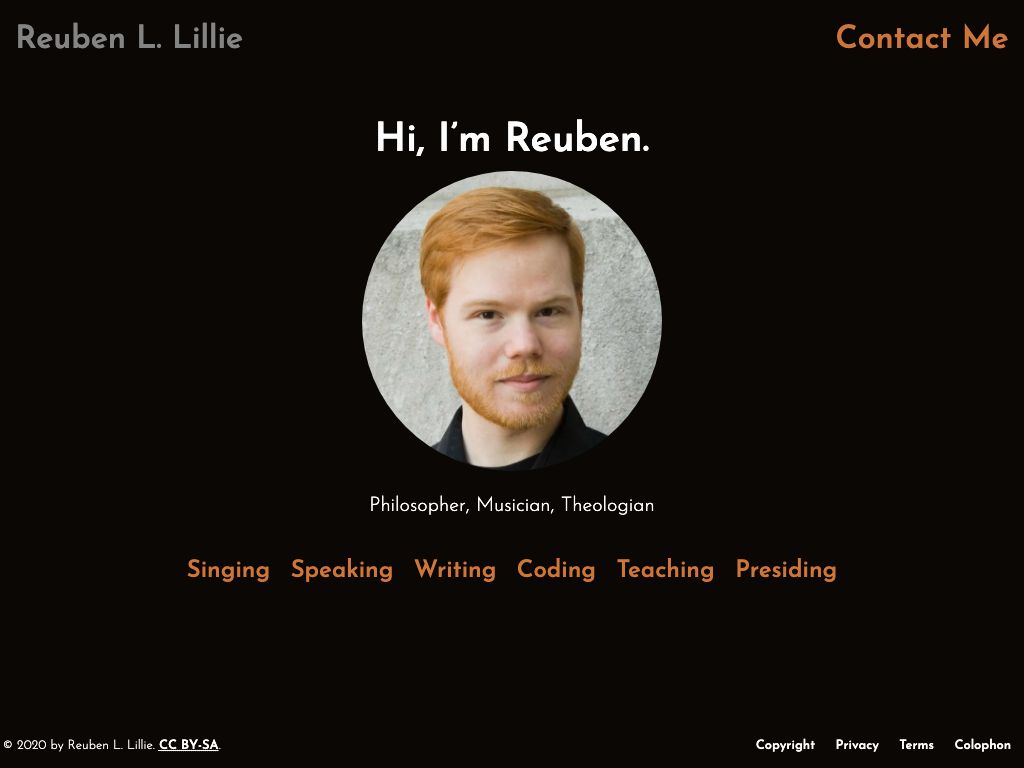 Reuben L. Lillie
Contact Me
Hi, I’m Reuben.
Philosopher, Musician, Theologian
Singing Speaking Writing Coding Teaching Presiding
© 2020 by Reuben L. Lillie. CC BY-SA.
Copyright Privacy Terms Colophon